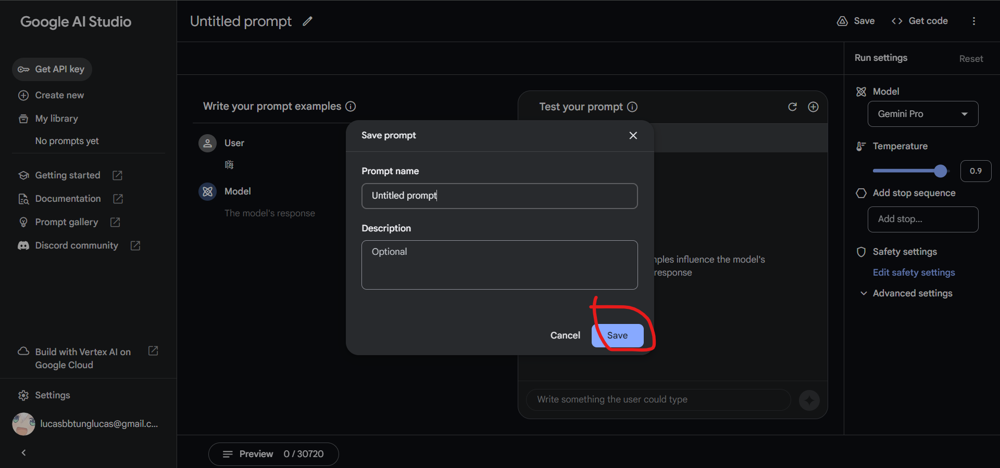 Google AI Studio
Get API key
Create new
My library
No prompts yet
Getting started
Documentation
Prompt gallery
Discord community
Build with Vertex AI on
Google Cloud
Settings
lucasbbtunglucas@gmail.c...
Untitled prompt
Save
Get code
Write your prompt examples
User
嗨
Model
The model's response
Test your prompt
mples influence the model's
response
Write something the user could type
Save prompt
Prompt name
Untitled prompt
Description
Optional
Cancel
Save
Run settings
Reset
Model
Gemini Pro
Temperature
0.9
Add stop sequence
Add stop...
Safety settings
Edit safety settings
Advanced settings
Preview 0 / 30720